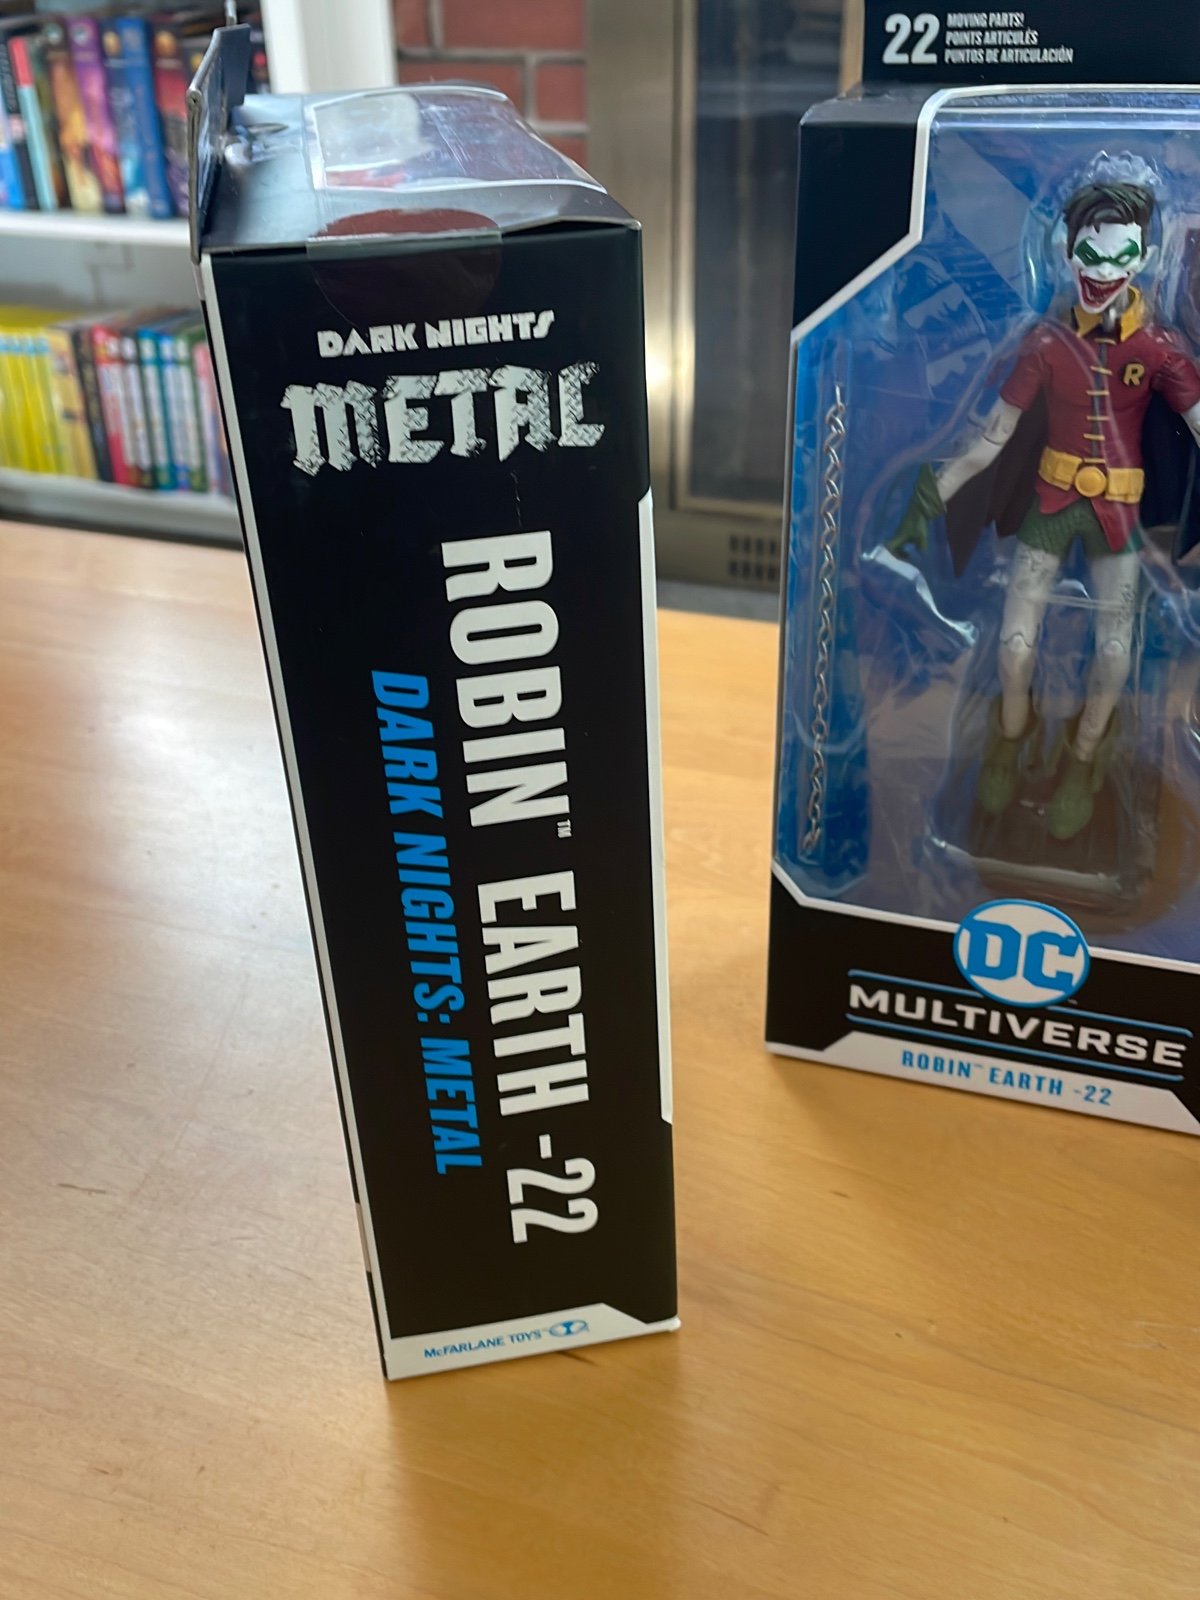 DARK NIGHTS
METAL
ROBIN™ EARTH -22
DARK NIGHTS: METAL
McFARLANE TOYS™
22 MOVING PARTS!
POINTS ARTICULÉS
PUNTOS DE ARTICULACIÓN
R
DC
MULTIVERSE
ROBIN™ EARTH -22